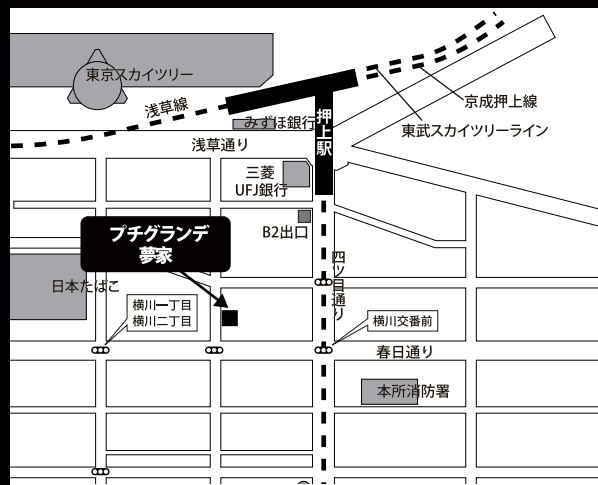 東京スカイツリー
浅草線
みずほ銀行
浅草通り
押上駅
京成押上線
東武スカイツリーライン
三菱
UFJ銀行
B2出口
プチグランデ
夢家
四ツ目通り
日本たばこ
横川一丁目
横川二丁目
横川交番前
春日通り
本所消防署